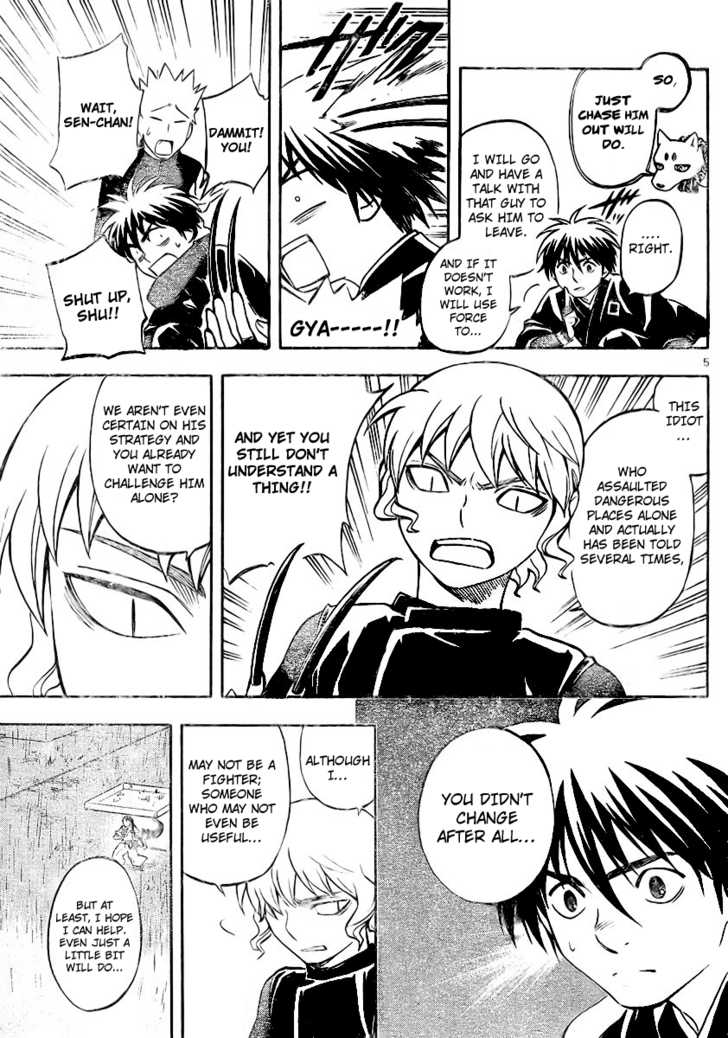 SO,
JUST
CHASE HIM
OUT WILL
DO.
....
RIGHT.
I WILL GO
AND HAVE A
TALK WITH
THAT GUY TO
ASK HIM TO
LEAVE.
AND IF IT
DOESN'T
WORK, I
WILL USE
FORCE
TO...
GYA-----!!
WAIT,
SEN-CHAN!
DAMMIT!
YOU!
SHUT UP,
SHU!!
5
THIS
IDIOT
...
WHO
ASSAULTED
DANGEROUS
PLACES ALONE
AND ACTUALLY
HAS BEEN TOLD
SEVERAL TIMES,
AND YET YOU
STILL DON'T
UNDERSTAND A
THING!!
WE AREN'T EVEN
CERTAIN ON HIS
STRATEGY AND
YOU ALREADY
WANT TO
CHALLENGE HIM
ALONE?
YOU DIDN'T
CHANGE
AFTER ALL...
ALTHOUGH
I...
MAY NOT BE A
FIGHTER;
SOMEONE
WHO MAY NOT
EVEN BE
USEFUL...
BUT AT
LEAST, I HOPE
I CAN HELP.
EVEN JUST A
LITTLE BIT
WILL DO...